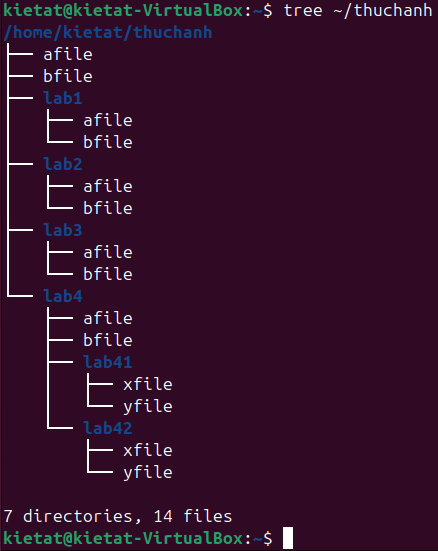 kietat@kietat-VirtualBox:~$ tree ~/thuchanh
/home/kietat/thuchanh
├── afile
├── bfile
├── lab1
│   ├── afile
│   └── bfile
├── lab2
│   ├── afile
│   └── bfile
├── lab3
│   ├── afile
│   └── bfile
└── lab4
    ├── afile
    ├── bfile
    ├── lab41
    │   ├── xfile
    │   └── yfile
    └── lab42
        ├── xfile
        └── yfile

7 directories, 14 files
kietat@kietat-VirtualBox:~$